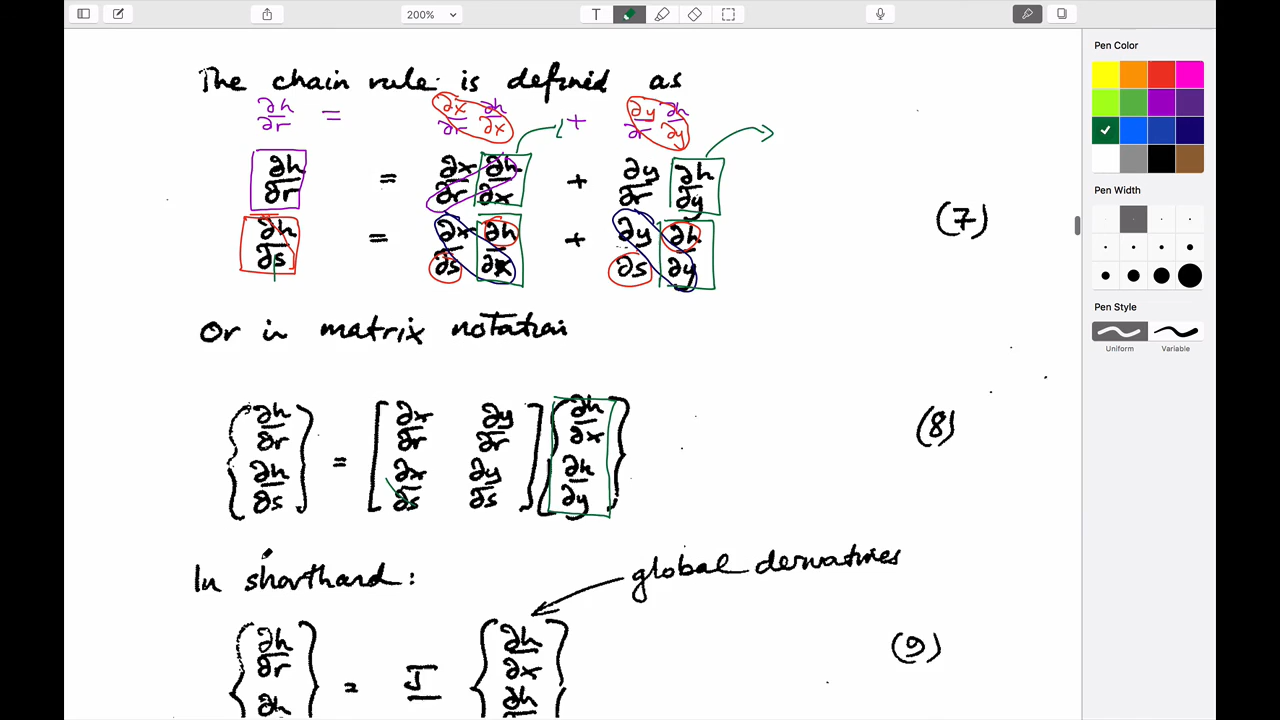 200%
T
Pen Color
The chain rule is defined as
∂h/∂r = ∂x/∂r ∂h/∂x + ∂y/∂r ∂h/∂y
∂h/∂r = ∂x/∂r ∂h/∂x + ∂y/∂r ∂h/∂y
∂h/∂s = ∂x/∂s ∂h/∂x + ∂y/∂s ∂h/∂y (7)
Pen Width
Pen Style
Uniform Variable
Or in matrix notation
{∂h/∂r ∂h/∂s} = [∂x/∂r ∂y/∂r ∂x/∂s ∂y/∂s] {∂h/∂x ∂h/∂y} (8)
In shorthand:
global derivatives
{∂h/∂r ∂h = J {∂h/∂x ∂h (9)